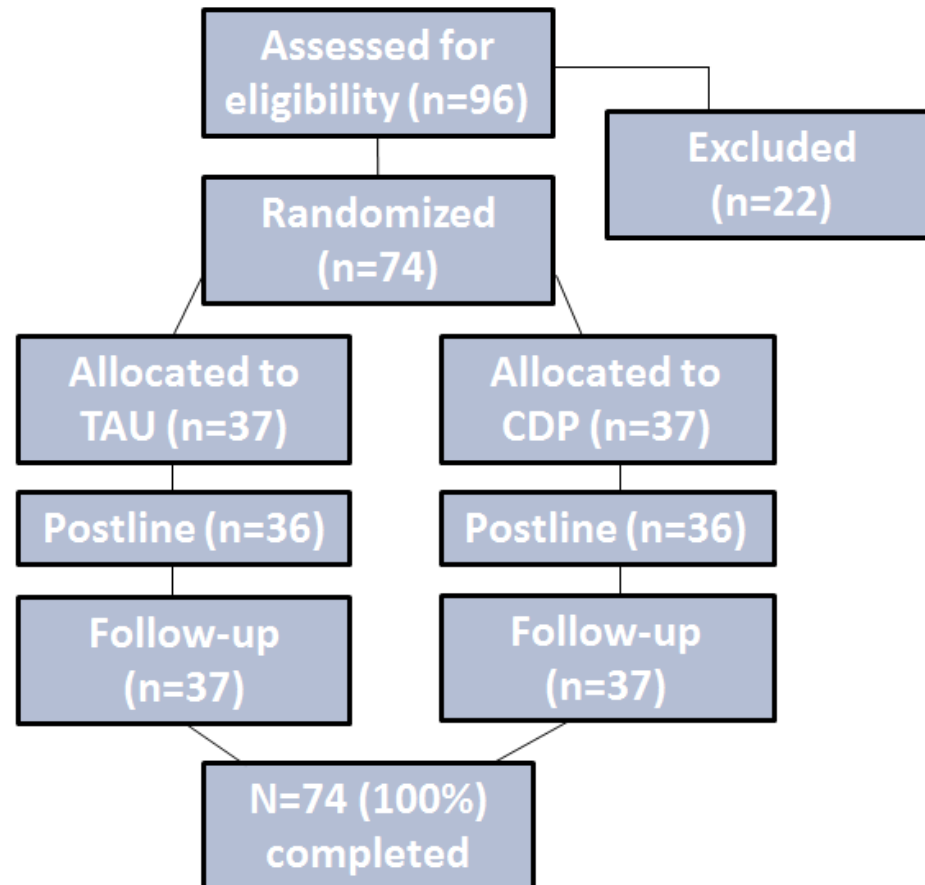 Assessed for
eligibility (n=96)
Excluded
(n=22)
Randomized
(n=74)
Allocated to
TAU (n=37)
Allocated to
CDP (n=37)
Postline (n=36)
Postline (n=36)
Follow-up
(n=37)
Follow-up
(n=37)
N=74 (100%)
completed